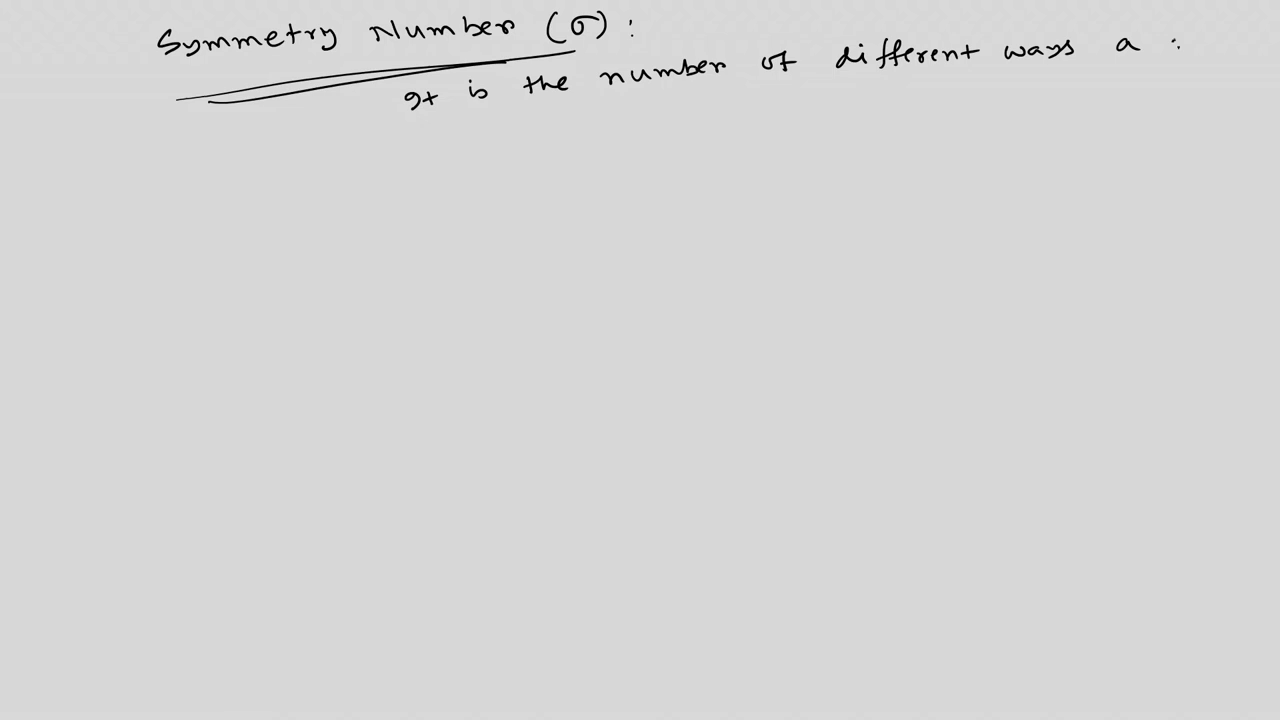 Symmetry Number (σ):
It is the number of different ways a